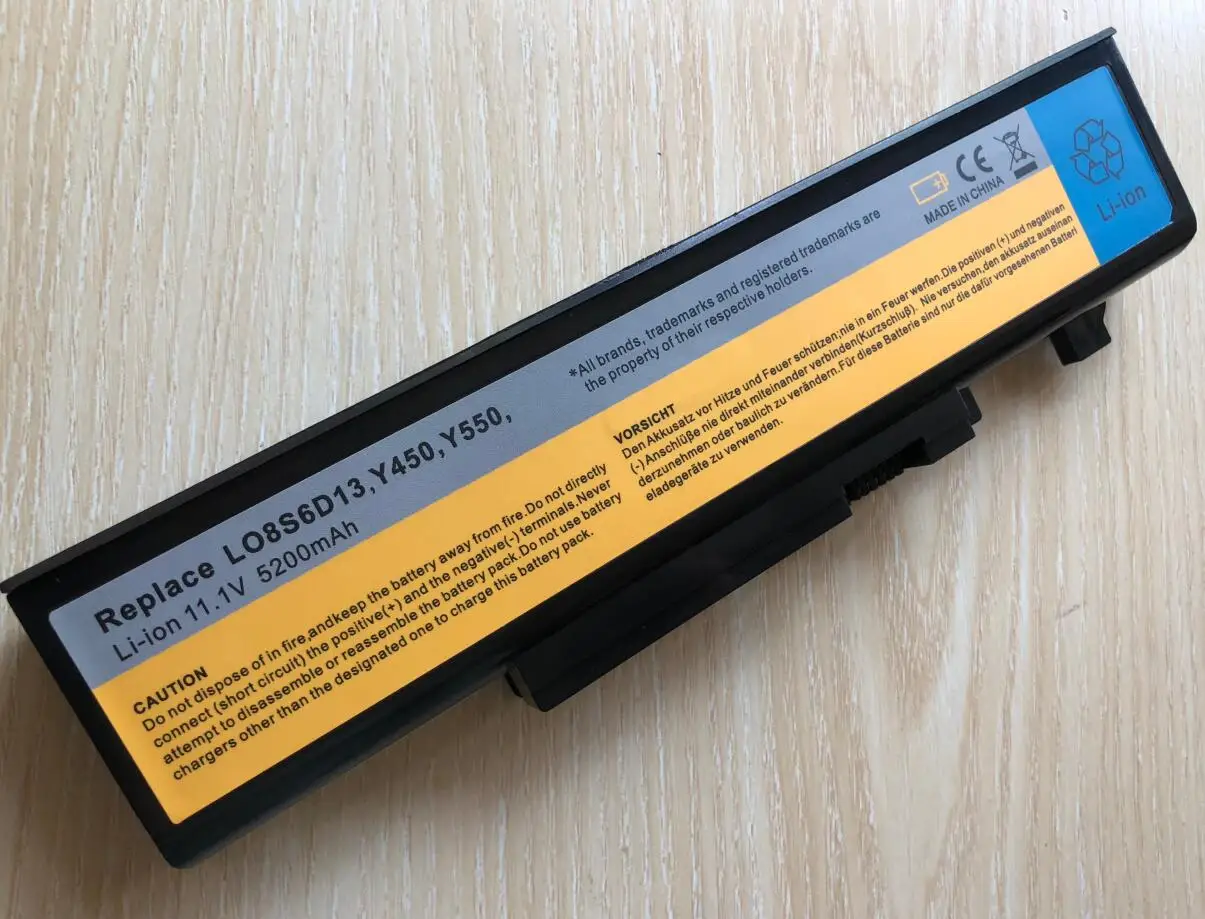 Replace LO8S6D13,Y450,Y550,
Li-ion 11.1V 5200mAh
*All brands, trademarks and registered trademarks are
the property of their respective holders.
CE
MADE IN CHINA
Li-ion
CAUTION
Do not dispose of in fire,andkeep the battery away from fire.Do not directly
connect (short circuit) the positive(+) and the negative(-) terminals.Never
attempt to disassemble or reassemble the battery pack.Do not use battery
chargers other than the designated one to charge this battery pack.
VORSICHT
Den Akkusatz vor Hitze und Feuer schützen;nie in ein Feuer werfen.Die positiven (+) und negativen
(-) Anschlüße nie direkt miteinander verbinden(Kurzschluß). Nie versuchen,den akkusatz auseinan
derzunehmen oder baulich zu verändern.Für diese Batterie sind nur die dafür vorgesehenen Batteri
eladegeräte zu verwenden.